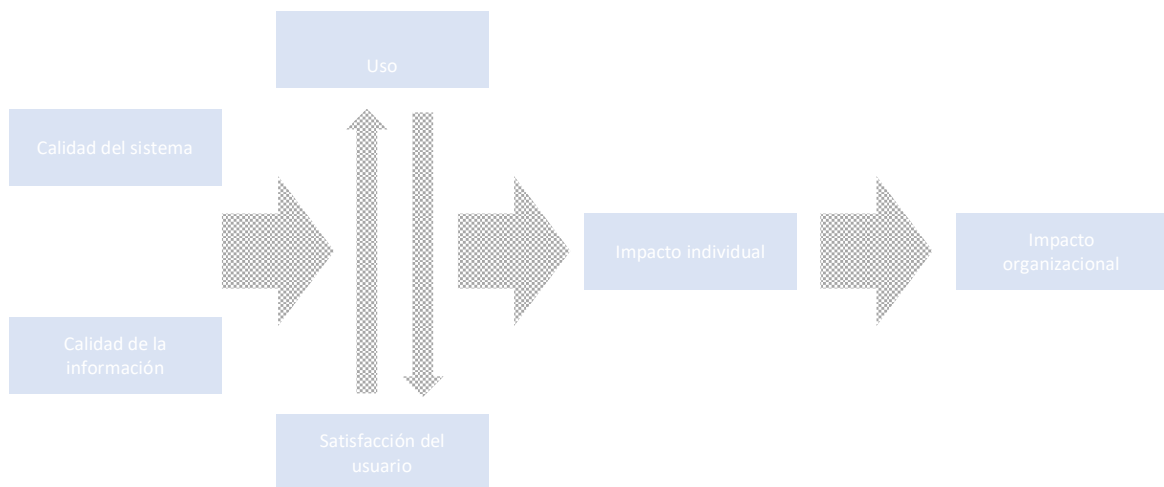 Uso
Calidad del sistema
Impacto individual
Impacto
organizacional
Calidad de la
información
Satisfacción del
usuario